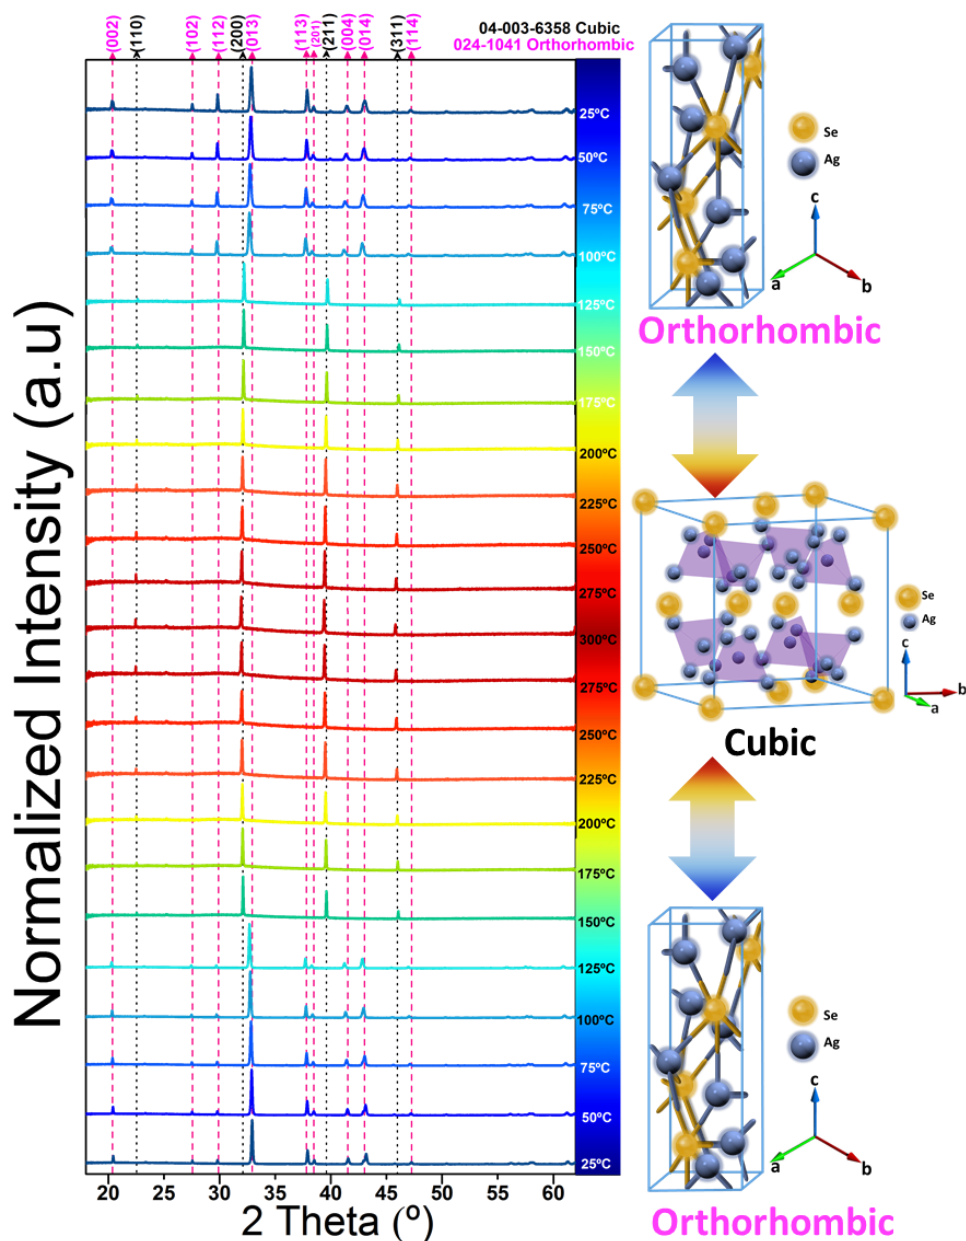 04-003-6358 Cubic
024-1041 Orthorhombic
(002)
(110)
(102)
(112)
(200)
(013)
(113)
(201)
(211)
(004)
(014)
(311)
(114)
Normalized Intensity (a.u)
25ºC
50ºC
75ºC
100ºC
125ºC
150ºC
175ºC
200ºC
225ºC
250ºC
275ºC
300ºC
275ºC
250ºC
225ºC
200ºC
175ºC
150ºC
125ºC
100ºC
75ºC
50ºC
25ºC
20 25 30 35 40 45 50 55 60
2 Theta (º)
Se
Ag
c
a
b
Orthorhombic
Se
Ag
c
b
a
Cubic
Se
Ag
c
a
b
Orthorhombic